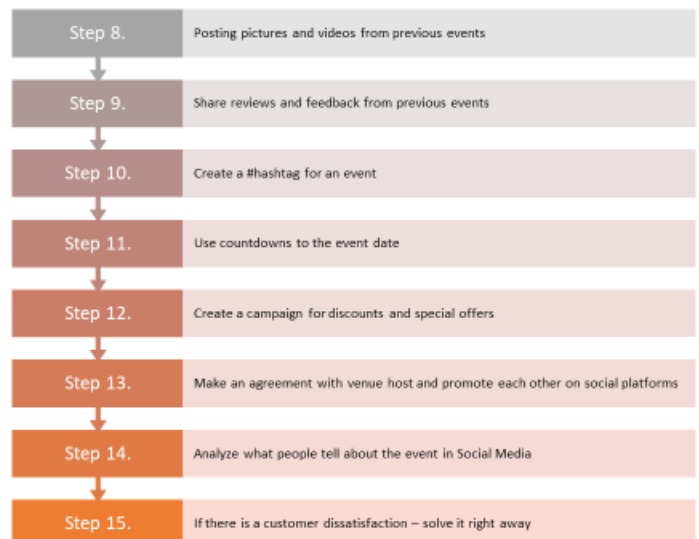 Step 8. Posting pictures and videos from previous events
Step 9. Share reviews and feedback from previous events
Step 10. Create a #hashtag for an event
Step 11. Use countdowns to the event date
Step 12. Create a campaign for discounts and special offers
Step 13. Make an agreement with venue host and promote each other on social platforms
Step 14. Analyze what people tell about the event in Social Media
Step 15. If there is a customer dissatisfaction – solve it right away